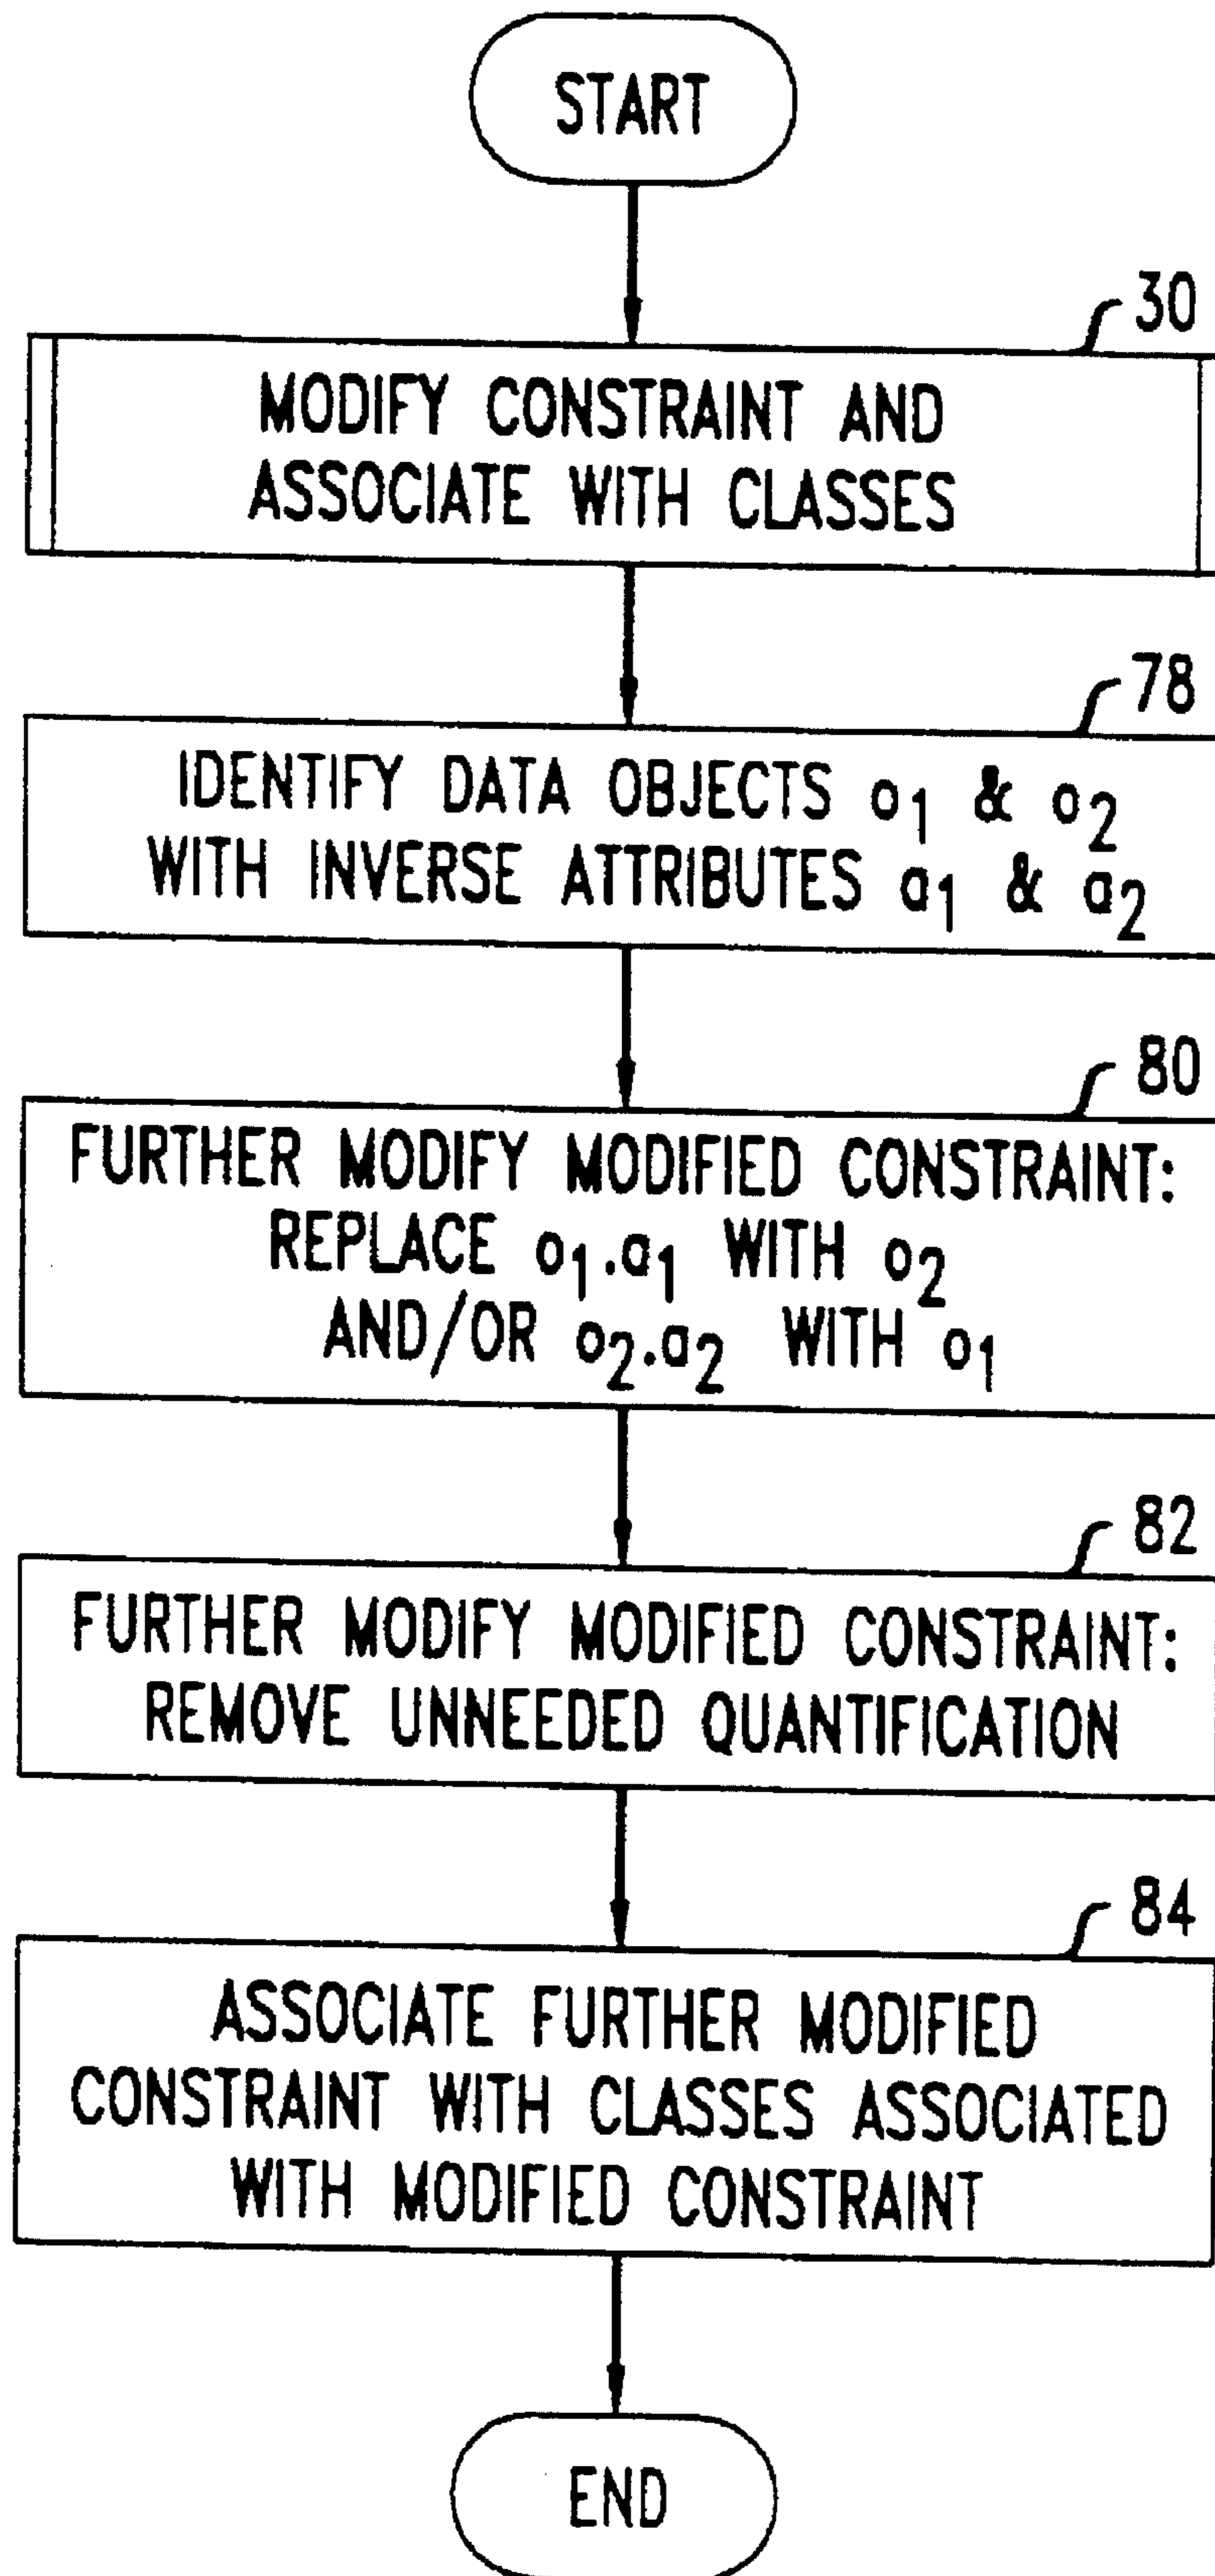 START
30
MODIFY CONSTRAINT AND
ASSOCIATE WITH CLASSES
78
IDENTIFY DATA OBJECTS o₁ & o₂
WITH INVERSE ATTRIBUTES a₁ & a₂
80
FURTHER MODIFY MODIFIED CONSTRAINT:
REPLACE o₁.a₁ WITH o₂
AND/OR o₂.a₂ WITH o₁
82
FURTHER MODIFY MODIFIED CONSTRAINT:
REMOVE UNNEEDED QUANTIFICATION
84
ASSOCIATE FURTHER MODIFIED
CONSTRAINT WITH CLASSES ASSOCIATED
WITH MODIFIED CONSTRAINT
END